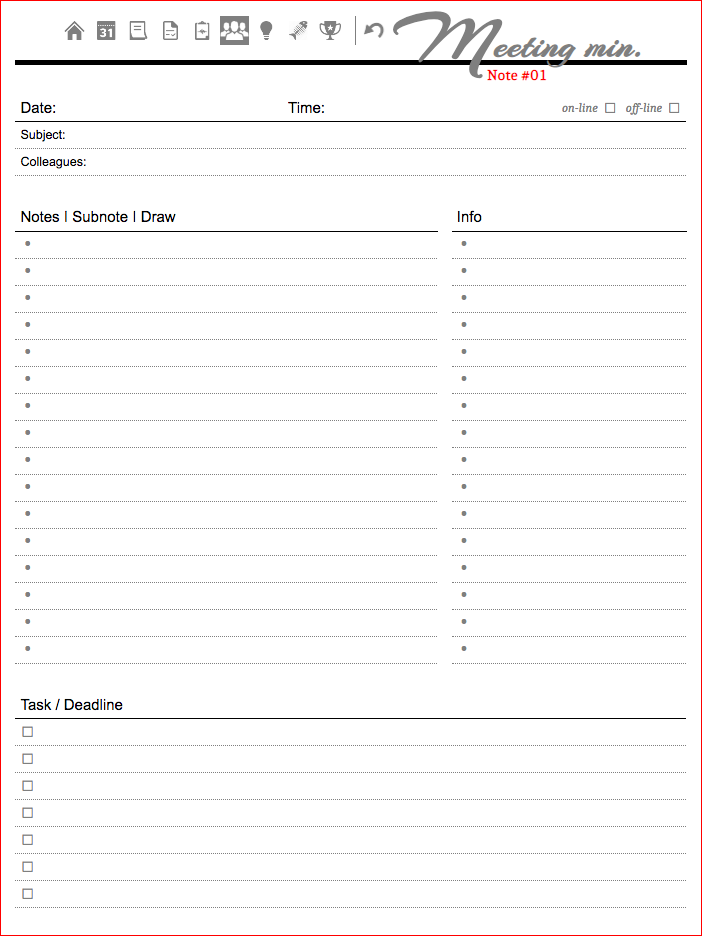 31
Meeting min.
Note #01
Date: Time: on-line ☐ off-line ☐
Subject:
Colleagues:
Notes | Subnote | Draw
Info
Task / Deadline